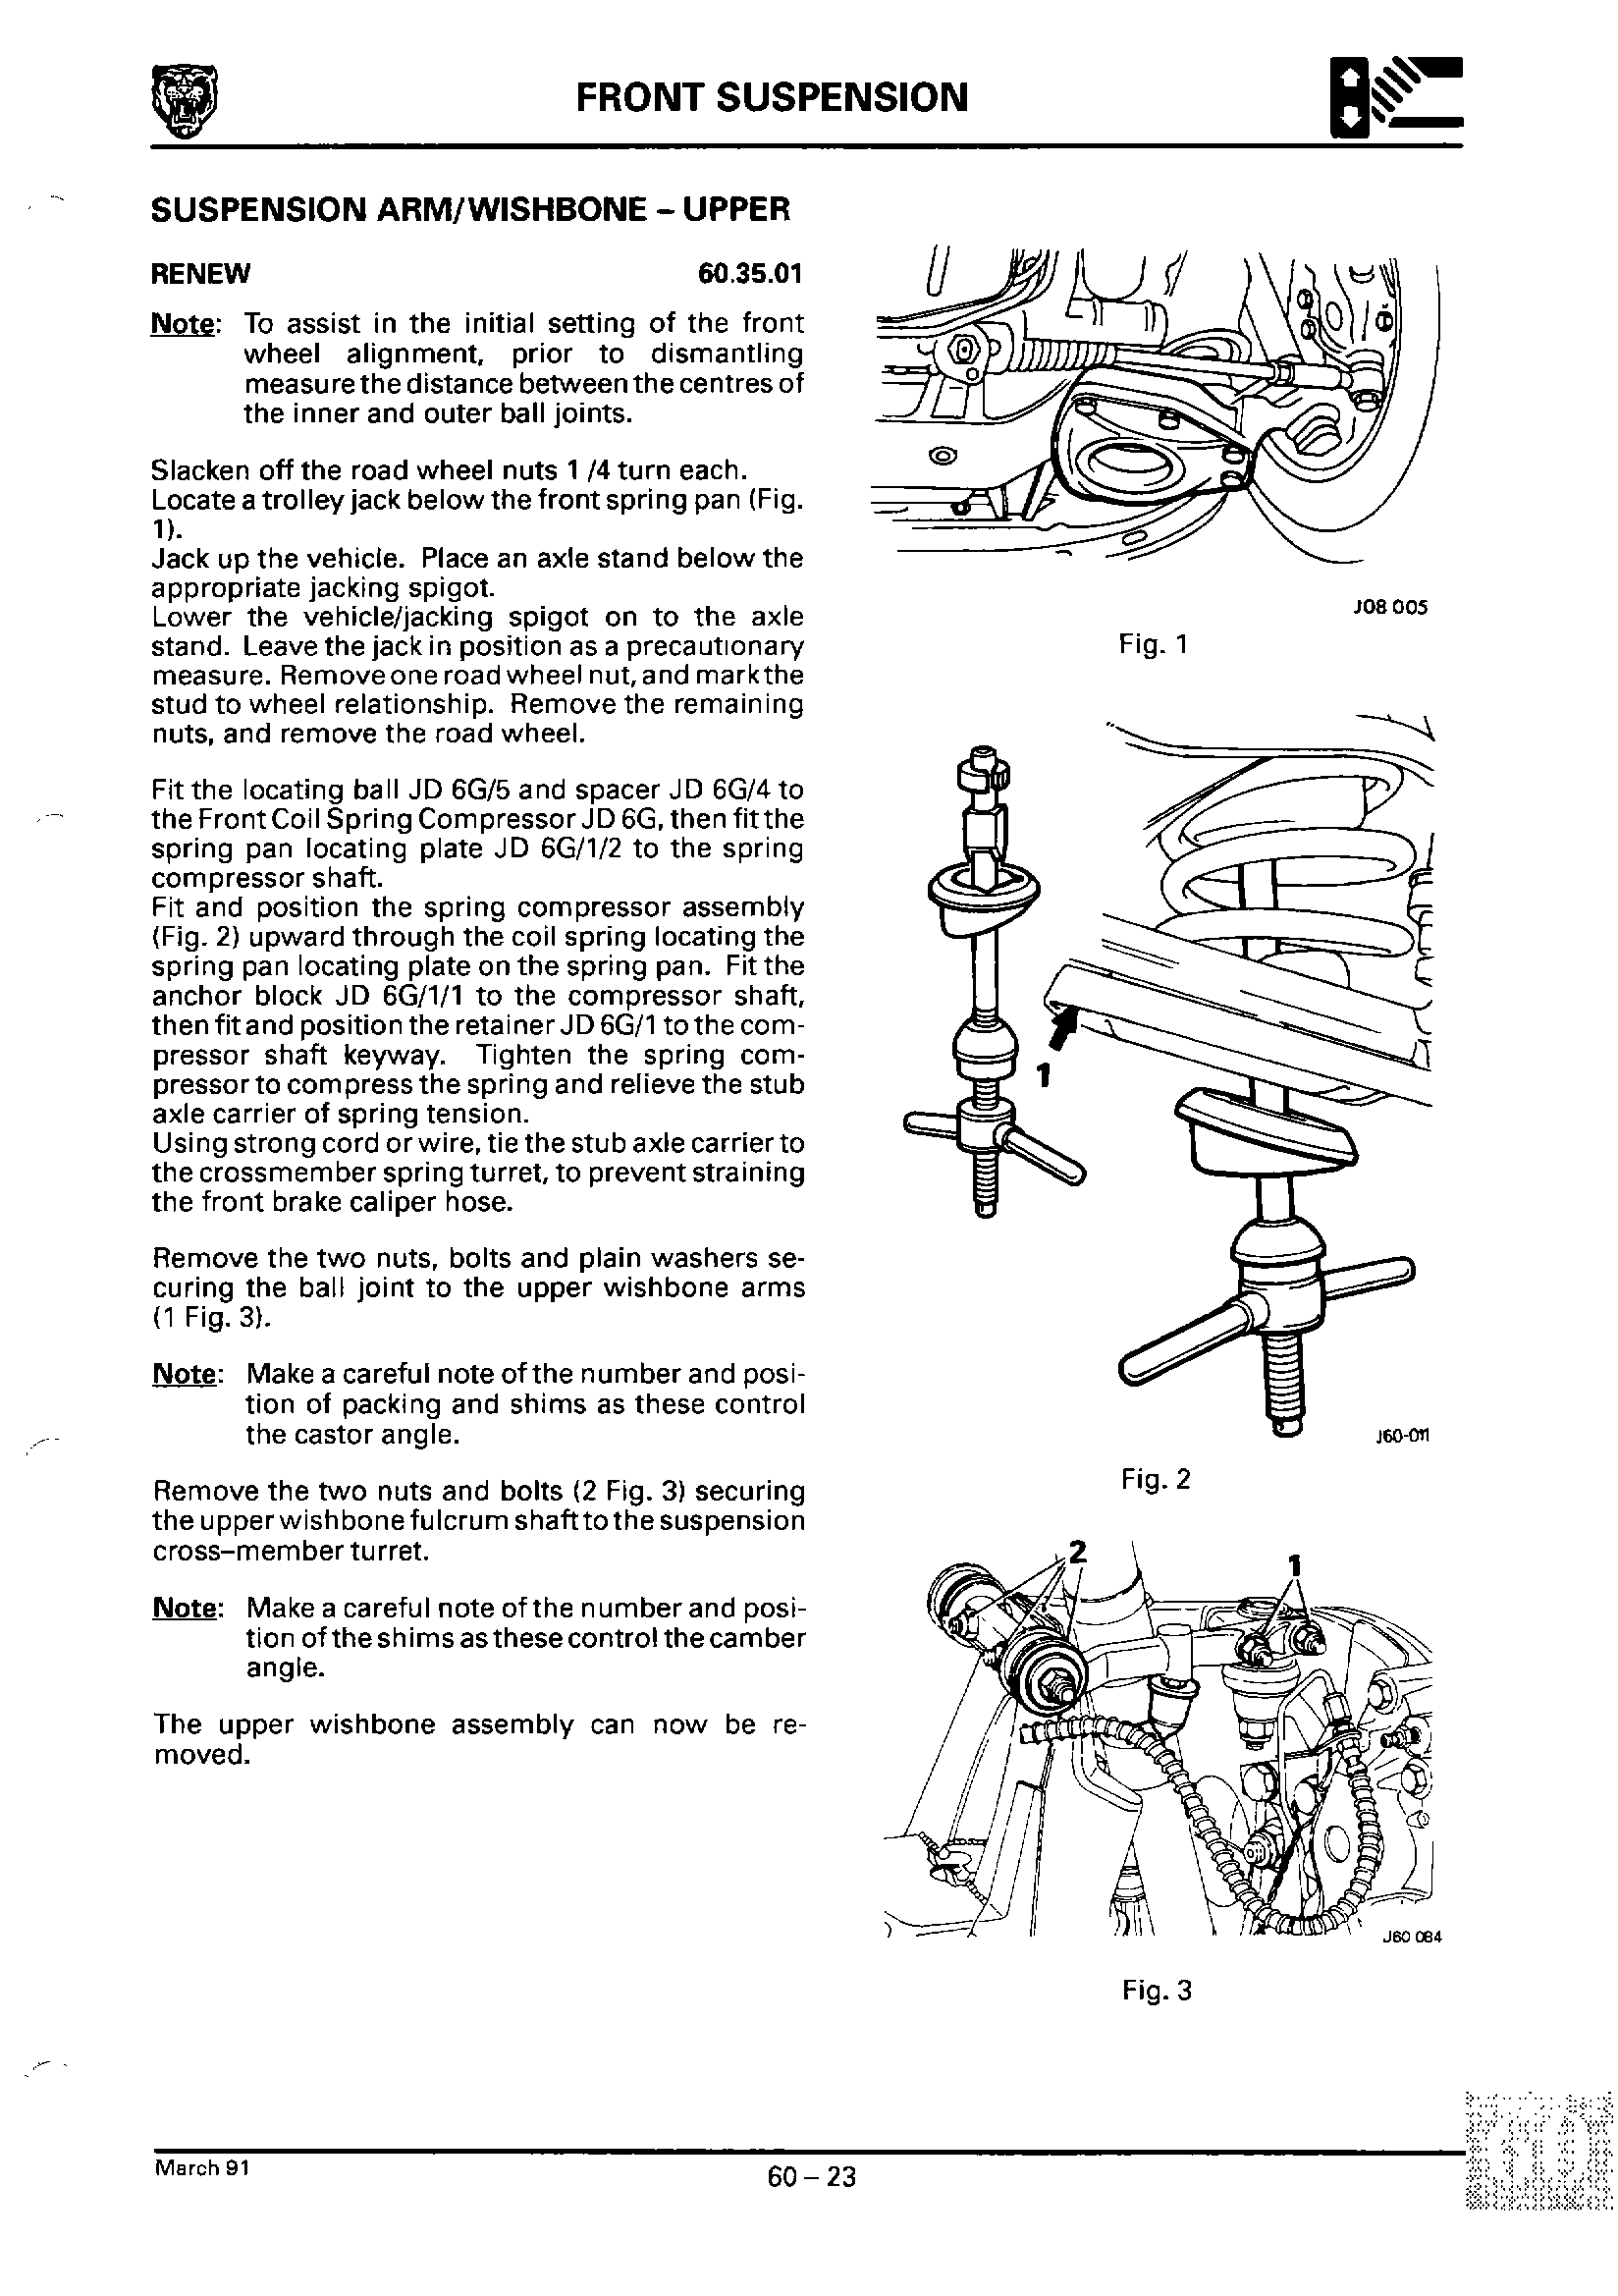 FRONT SUSPENSION
SUSPENSION ARM/WISHBONE – UPPER
RENEW 60.35.01
Note: To assist in the initial setting of the front
wheel alignment, prior to dismantling
measure the distance between the centres of
the inner and outer ball joints.
Slacken off the road wheel nuts 1 /4 turn each.
Locate a trolley jack below the front spring pan (Fig.
1).
Jack up the vehicle. Place an axle stand below the
appropriate jacking spigot.
Lower the vehicle/jacking spigot on to the axle
stand. Leave the jack in position as a precautionary
measure. Remove one road wheel nut, and mark the
stud to wheel relationship. Remove the remaining
nuts, and remove the road wheel.
Fit the locating ball JD 6G/5 and spacer JD 6G/4 to
the Front Coil Spring Compressor JD 6G, then fit the
spring pan locating plate JD 6G/1/2 to the spring
compressor shaft.
Fit and position the spring compressor assembly
(Fig. 2) upward through the coil spring locating the
spring pan locating plate on the spring pan. Fit the
anchor block JD 6G/1/1 to the compressor shaft,
then fit and position the retainer JD 6G/1 to the com-
pressor shaft keyway. Tighten the spring com-
pressor to compress the spring and relieve the stub
axle carrier of spring tension.
Using strong cord or wire, tie the stub axle carrier to
the crossmember spring turret, to prevent straining
the front brake caliper hose.
Remove the two nuts, bolts and plain washers se-
curing the ball joint to the upper wishbone arms
(1 Fig. 3).
Note: Make a careful note of the number and posi-
tion of packing and shims as these control
the castor angle.
Remove the two nuts and bolts (2 Fig. 3) securing
the upper wishbone fulcrum shaft to the suspension
cross–member turret.
Note: Make a careful note of the number and posi-
tion of the shims as these control the camber
angle.
The upper wishbone assembly can now be re-
moved.
J08 005
Fig. 1
1
J60-011
Fig. 2
2
1
J60 084
Fig. 3
March 91
60 – 23